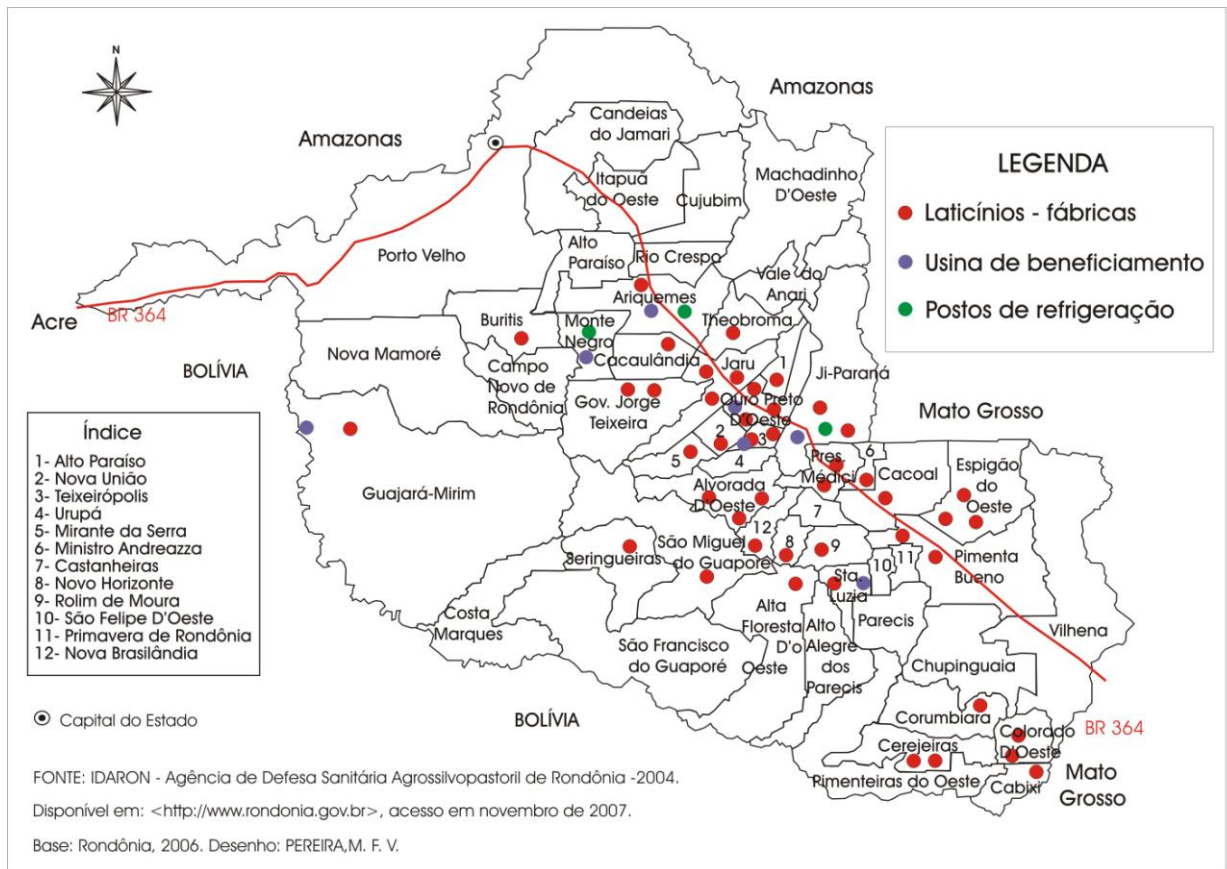 N
Amazonas
Amazonas
Candeias
do Jamari
Machadinho
D'Oeste
Itapuã
do Oeste
Cujubim
LEGENDA
Laticínios - fábricas
Usina de beneficiamento
Postos de refrigeração
Porto Velho
Alto
Paraíso
Rio Crespo
Vale do
Anari
Acre
BR 364
Ariquemes
Buritis
Monte
Negro
Theobroma
BOLÍVIA
Nova Mamoré
Campo
Novo de
Rondônia
Cacaulândia
Jaru
1
Ji-Paraná
Gov. Jorge
Teixeira
Ouro Preto
D'Oeste
Mato Grosso
2
3
4
5
Pres.
Médici
6
Cacoal
Espigão
do
Oeste
Índice
1- Alto Paraíso
2- Nova União
3- Teixeirópolis
4- Urupá
5- Mirante da Serra
6- Ministro Andreazza
7- Castanheiras
8- Novo Horizonte
9- Rolim de Moura
10- São Felipe D'Oeste
11- Primavera de Rondônia
12- Nova Brasilândia
Guajará-Mirim
Alvorada
D'Oeste
7
12
São Miguel
do Guaporé
8
9
10
11
Pimenta
Bueno
Seringueiras
Sta.
Luzia
Costa
Marques
São Francisco
do Guaporé
Alta
Floresta
D'o
Oeste
Alto
Alegre
dos
Parecis
Parecis
Vilhena
Chupinguaia
Capital do Estado
BOLÍVIA
Corumbiara
BR 364
Colorado
D'Oeste
Cerejeiras
Pimenteiras do Oeste
Cabixi
Mato
Grosso
FONTE: IDARON - Agência de Defesa Sanitária Agrossilvopastoril de Rondônia -2004.
Disponível em: <http://www.rondonia.gov.br>, acesso em novembro de 2007.
Base: Rondônia, 2006. Desenho: PEREIRA,M. F. V.